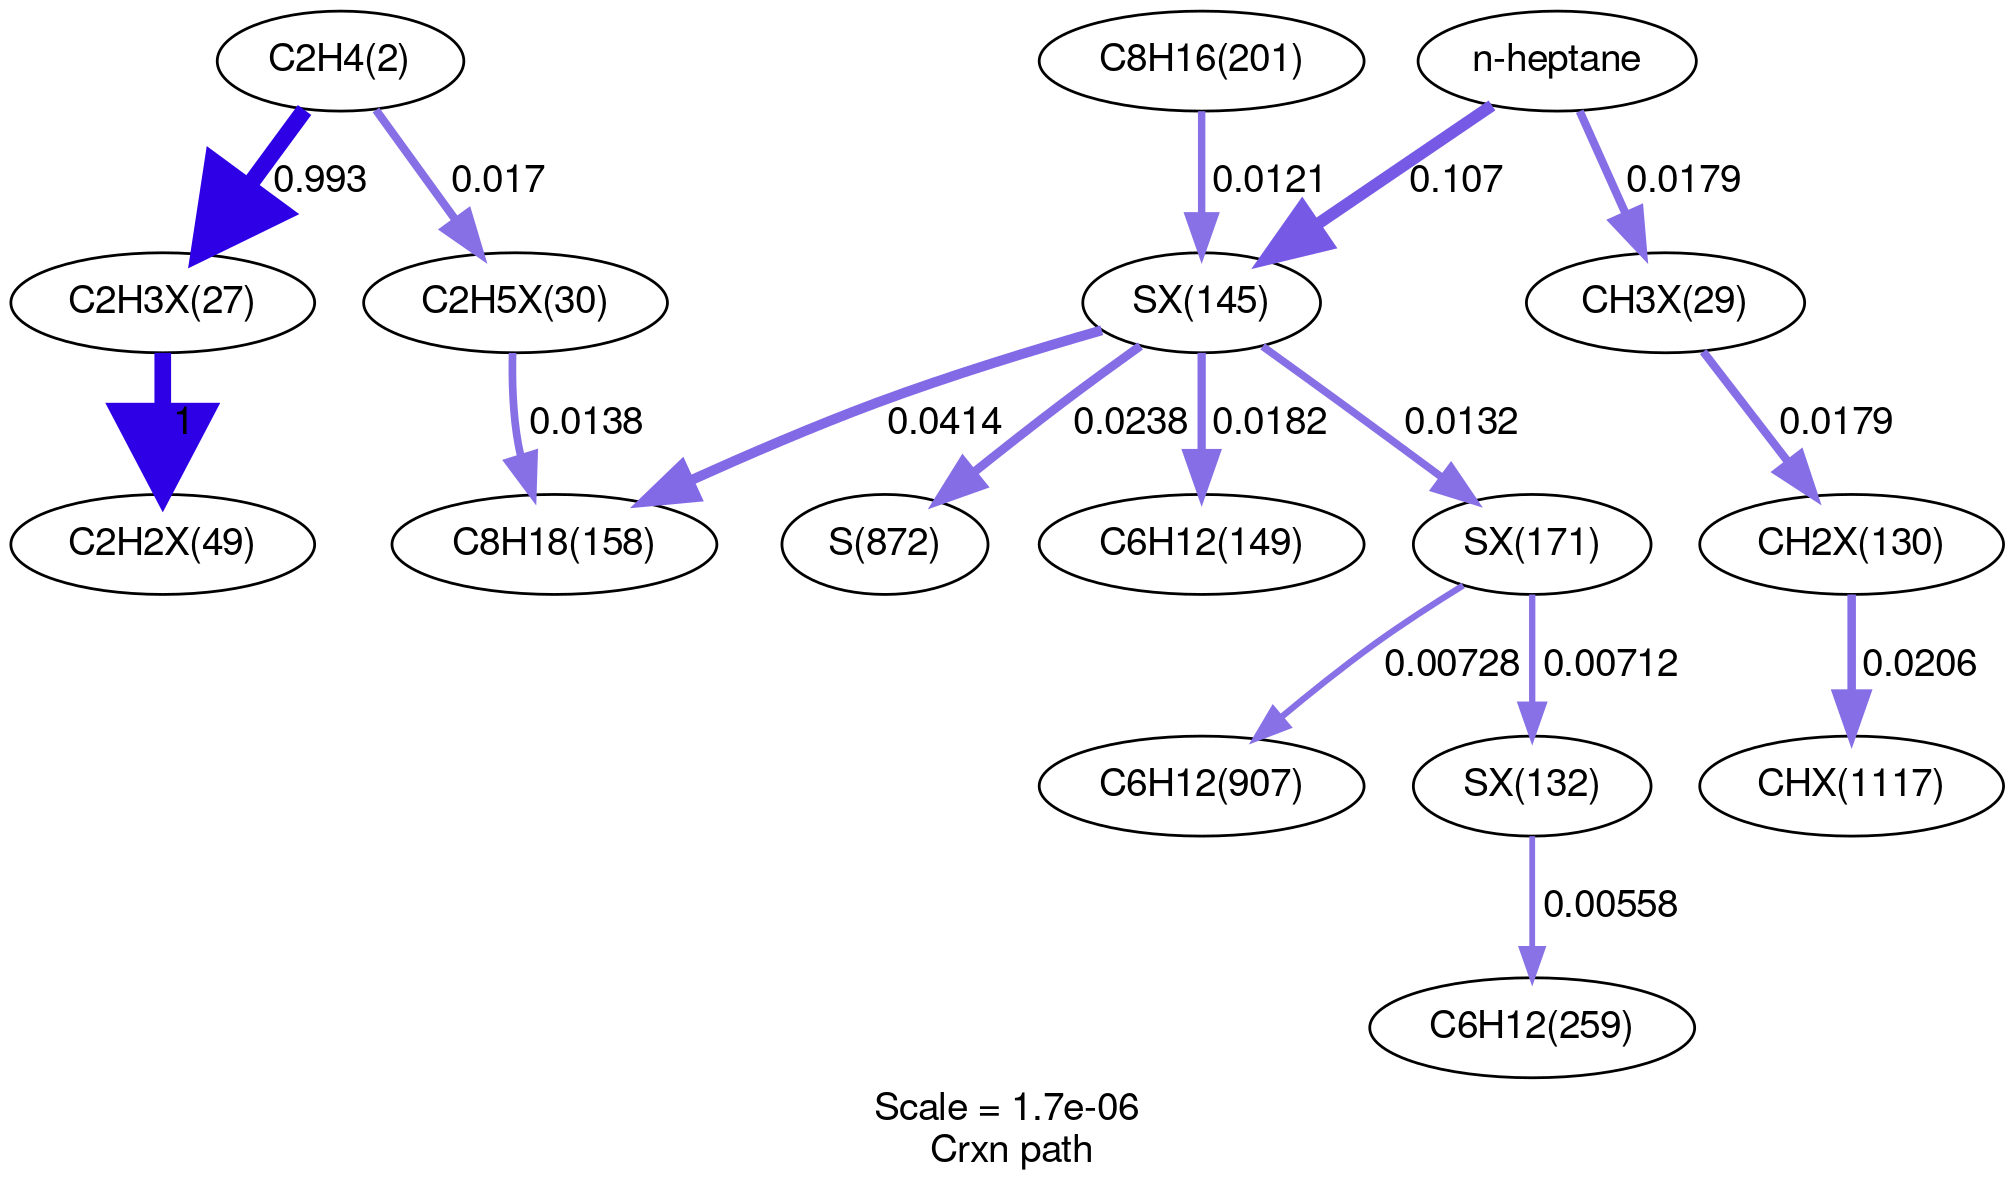 C2H4(2)
C8H16(201)
n-heptane
0.993
0.017
0.0121
0.107
0.0179
C2H3X(27)
C2H5X(30)
SX(145)
CH3X(29)
1
0.0138
0.0414
0.0238
0.0182
0.0132
0.0179
C2H2X(49)
C8H18(158)
S(872)
C6H12(149)
SX(171)
CH2X(130)
0.00728
0.00712
0.0206
C6H12(907)
SX(132)
CHX(1117)
0.00558
C6H12(259)
Scale = 1.7e-06
Crxn path